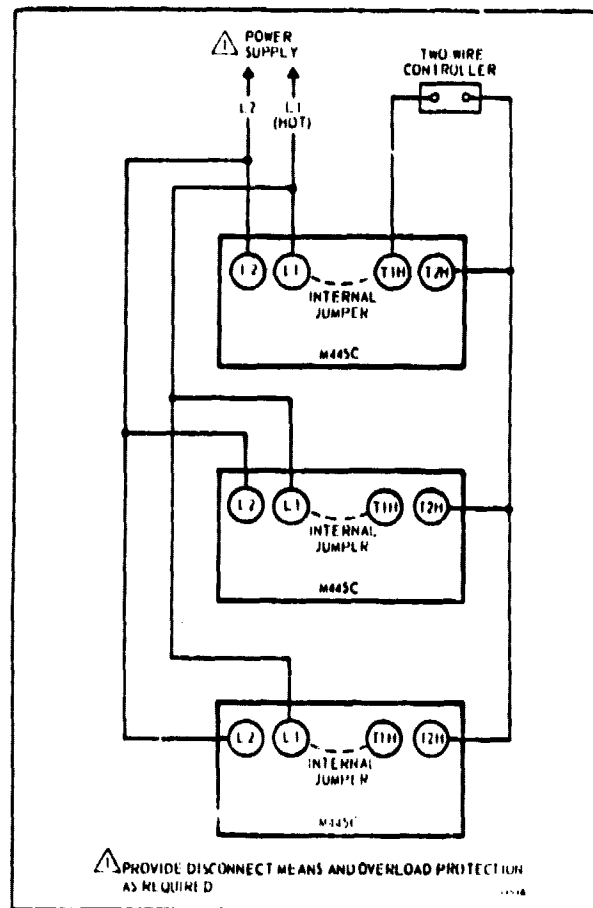 POWER
SUPPLY
TWO WIRE
CONTROLLER
L2
L1
(HOT)
L2
L1
T1H
T2H
INTERNAL
JUMPER
M445C
L2
L1
T1H
T2H
INTERNAL
JUMPER
M445C
L2
L1
T1H
T2H
INTERNAL
JUMPER
M445C
PROVIDE DISCONNECT MEANS AND OVERLOAD PROTECTION
AS REQUIRED